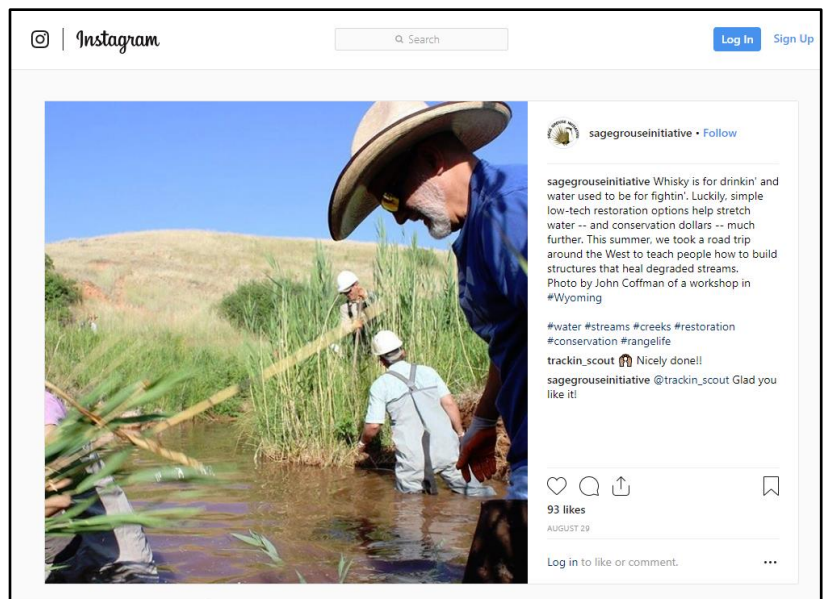 Instagram
Search
Log In
Sign Up
sagegrouseinitiative • Follow
sagegrouseinitiative Whisky is for drinkin' and
water used to be for fightin'. Luckily, simple
low-tech restoration options help stretch
water -- and conservation dollars -- much
further. This summer, we took a road trip
around the West to teach people how to build
structures that heal degraded streams.
Photo by John Coffman of a workshop in
#Wyoming
#water #streams #creeks #restoration
#conservation #rangelife
trackin_scout Nicely done!!
sagegrouseinitiative @trackin_scout Glad you
like it!
93 likes
AUGUST 29
Log in to like or comment.